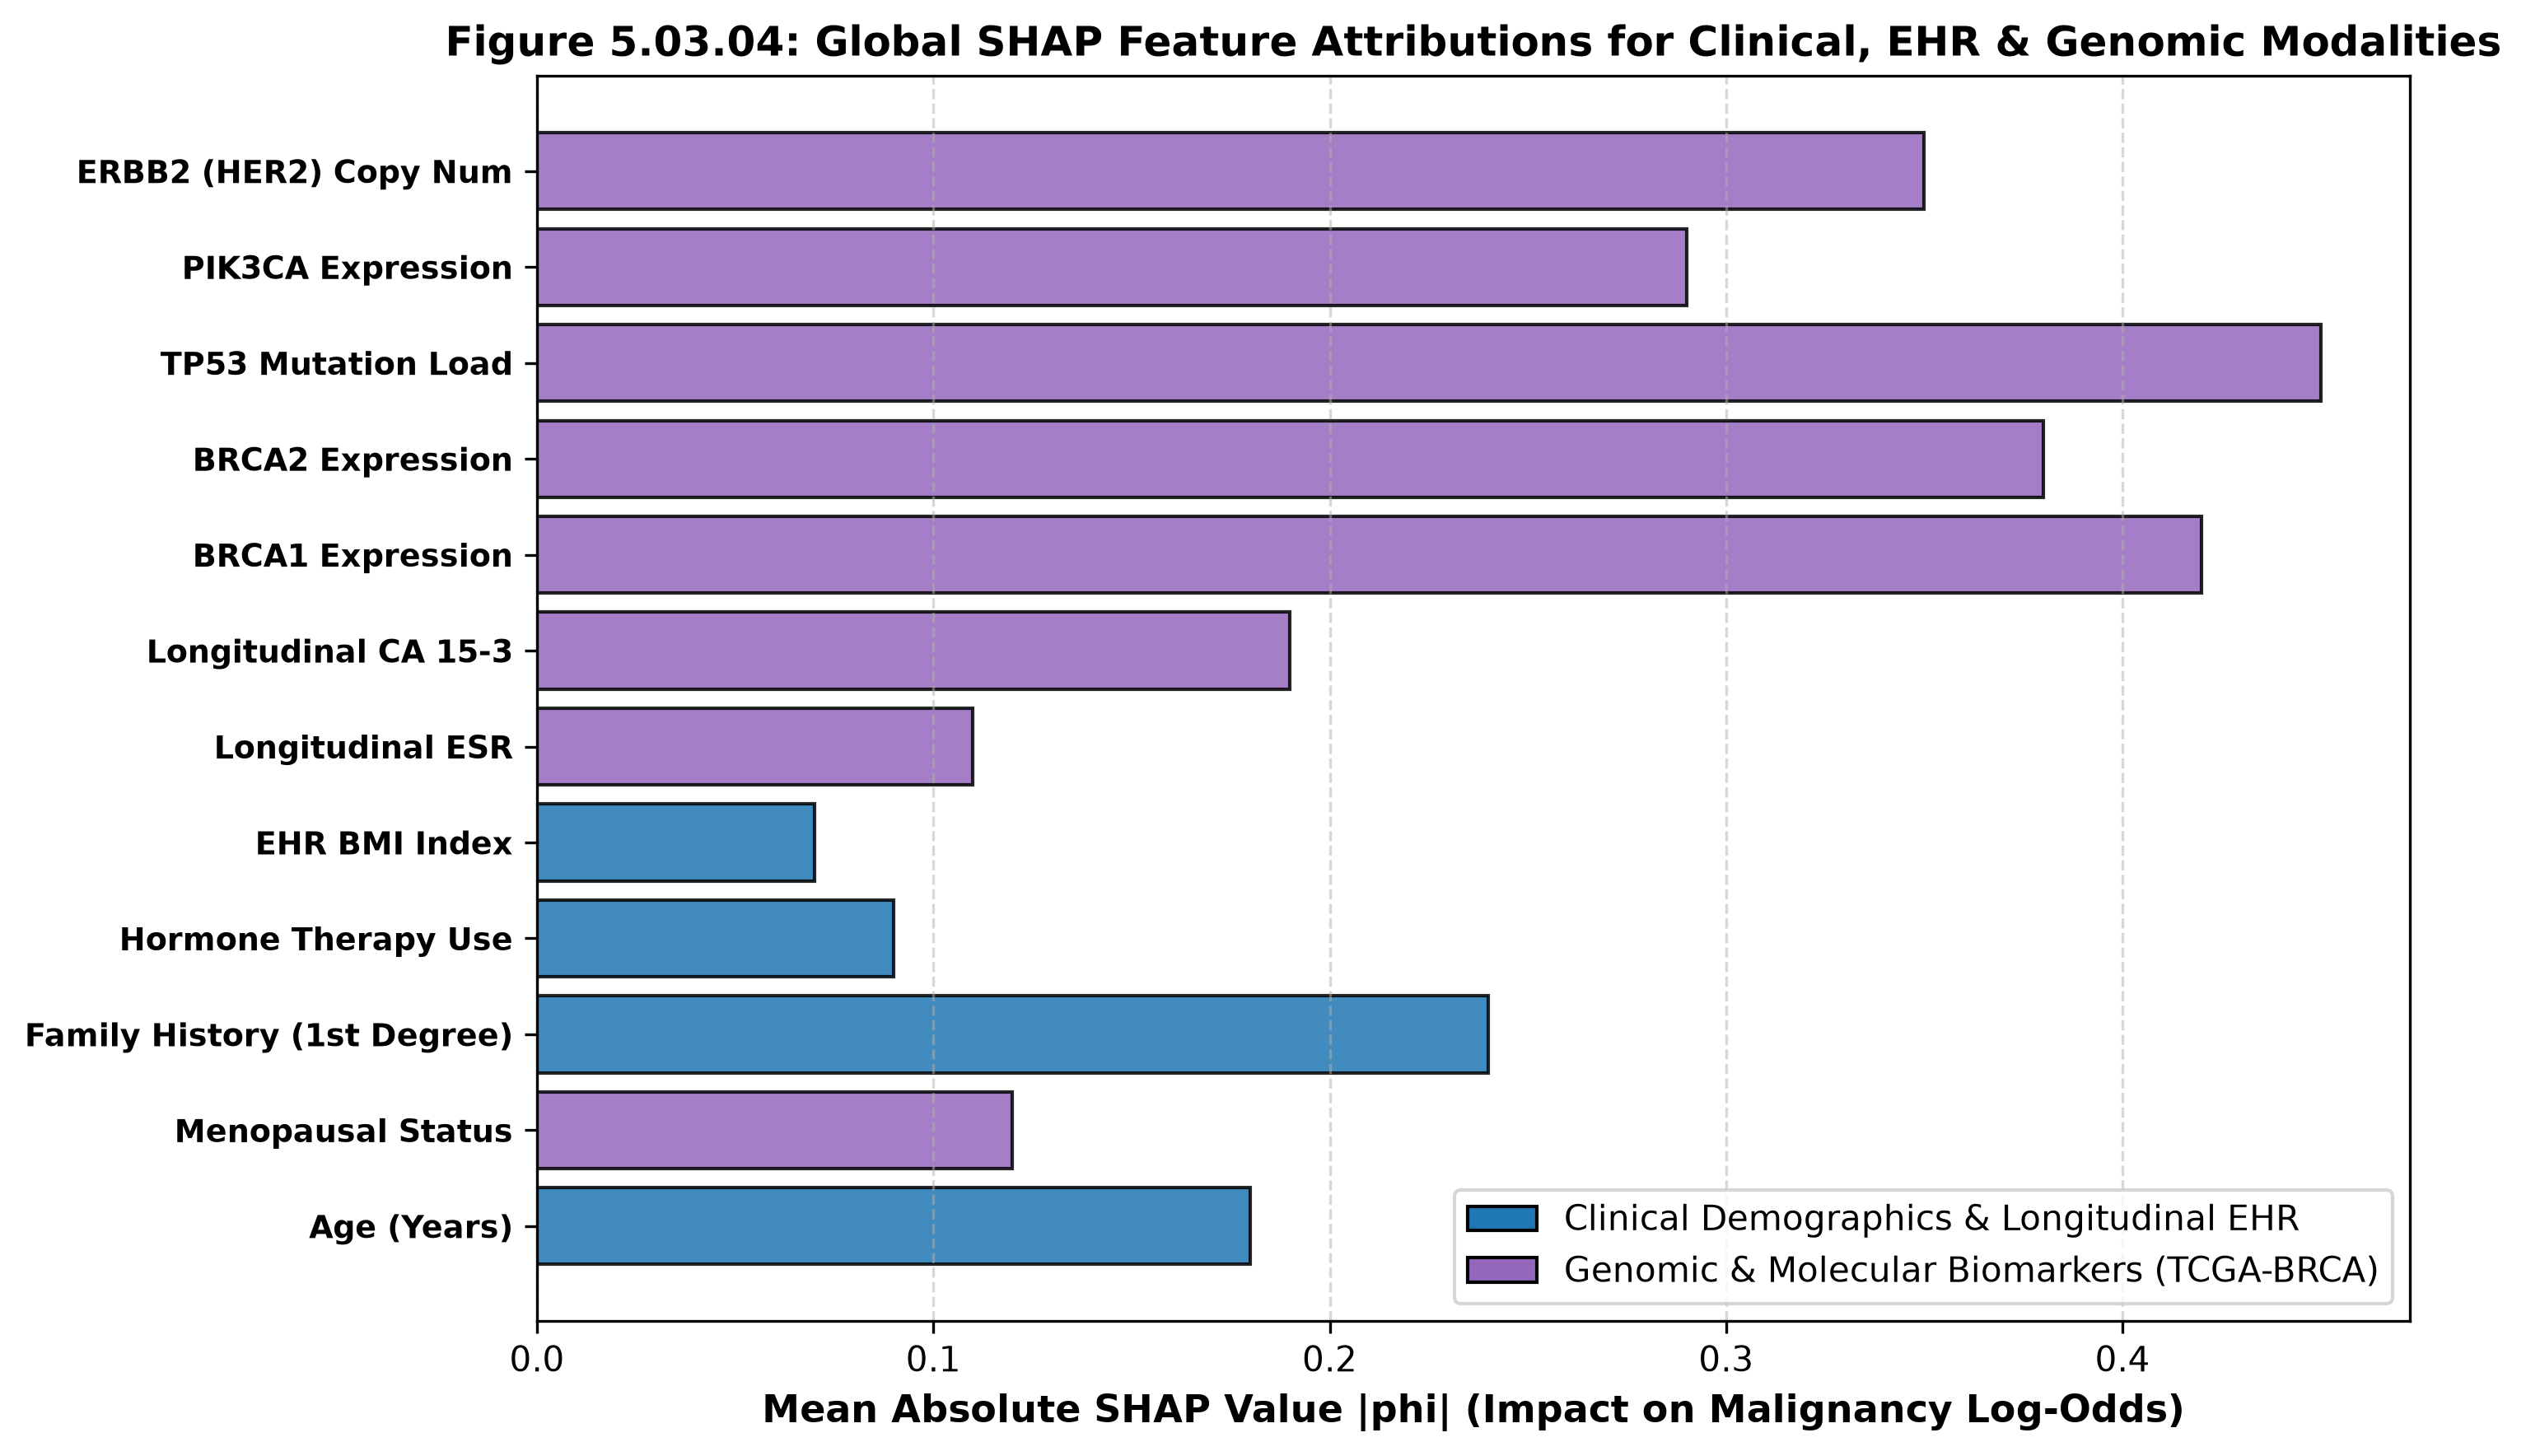 Figure 5.03.04: Global SHAP Feature Attributions for Clinical, EHR & Genomic Modalities
ERBB2 (HER2) Copy Num
PIK3CA Expression
TP53 Mutation Load
BRCA2 Expression
BRCA1 Expression
Longitudinal CA 15-3
Longitudinal ESR
EHR BMI Index
Hormone Therapy Use
Family History (1st Degree)
Menopausal Status
Age (Years)
Clinical Demographics & Longitudinal EHR
Genomic & Molecular Biomarkers (TCGA-BRCA)
0.0 0.1 0.2 0.3 0.4
Mean Absolute SHAP Value |phi| (Impact on Malignancy Log-Odds)